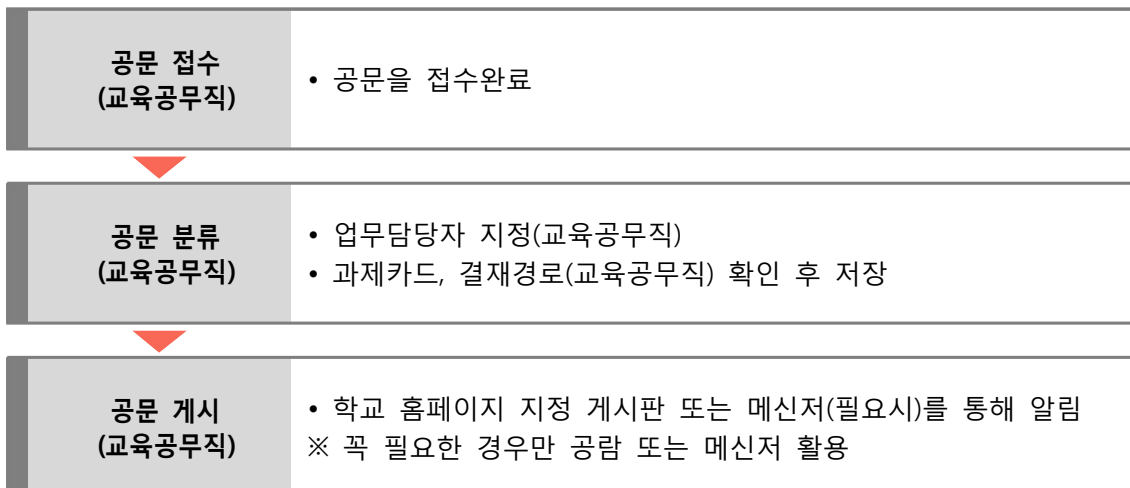 공문 접수
(교육공무직)
• 공문을 접수완료
공문 분류
(교육공무직)
• 업무담당자 지정(교육공무직)
• 과제카드, 결재경로(교육공무직) 확인 후 저장
공문 게시
(교육공무직)
• 학교 홈페이지 지정 게시판 또는 메신저(필요시)를 통해 알림
※ 꼭 필요한 경우만 공람 또는 메신저 활용